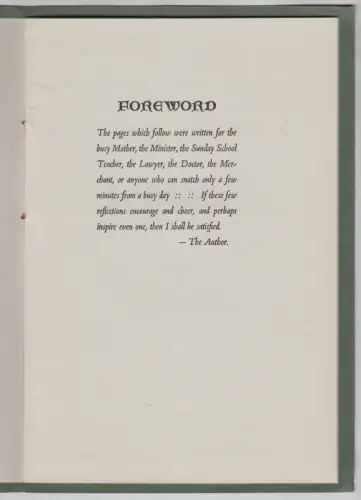 FOREWORD
The pages which follow were written for the
busy Mother, the Minister, the Sunday School
Teacher, the Lawyer, the Doctor, the Mer-
chant, or anyone who can snatch only a few
minutes from a busy day :: :: If these few
reflections encourage and cheer, and perhaps
inspire even one, then I shall be satisfied.
— The Author.